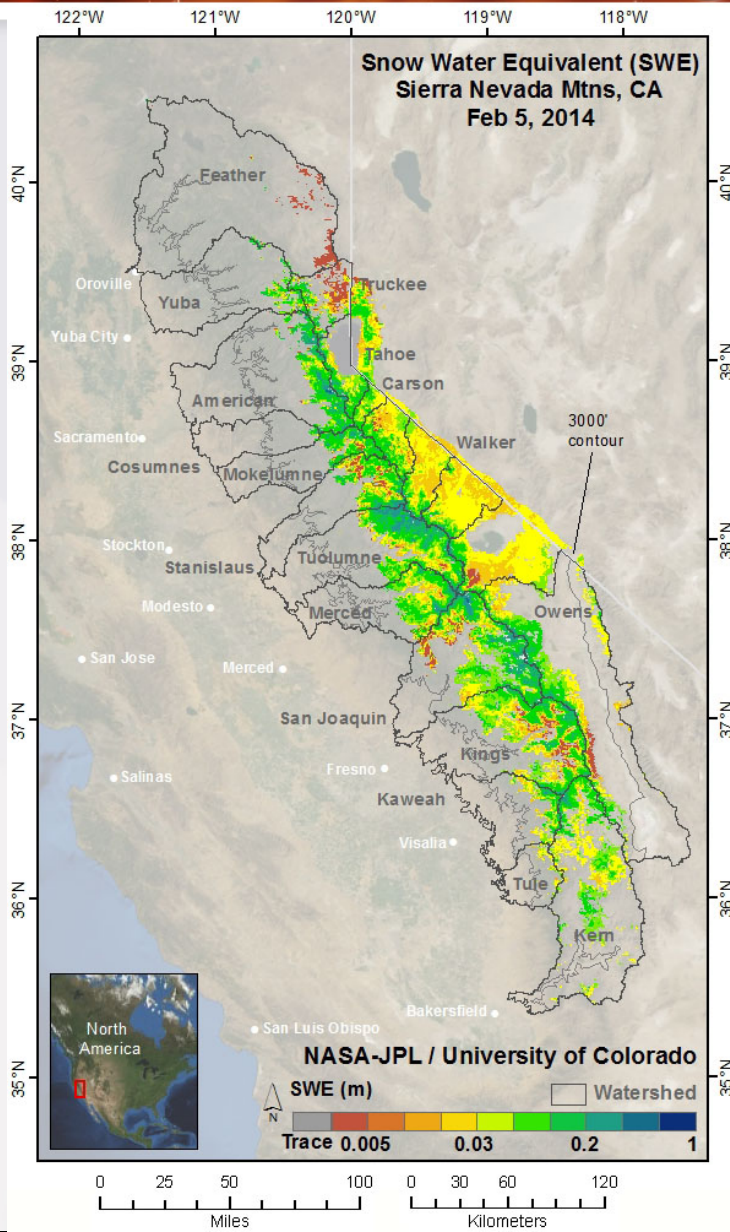 122°W 121°W 120°W 119°W 118°W
Snow Water Equivalent (SWE)
Sierra Nevada Mtns, CA
Feb 5, 2014
40°N
40°N
Feather
Oroville
Truckee
Yuba
Yuba City
39°N
39°N
Tahoe
Carson
American
3000'
contour
Sacramento
Walker
Cosumnes
Mokelumne
38°N
38°N
Stockton
Tuolumne
Stanislaus
Modesto
Merced
Owens
San Jose
Merced
37°N
37°N
San Joaquin
Kings
Salinas
Fresno
Kaweah
Visalia
36°N
36°N
Tule
Kern
Bakersfield
North
America
San Luis Obispo
NASA-JPL / University of Colorado
35°N
35°N
SWE (m)
Watershed
N
Trace 0.005 0.03 0.2 1
0 25 50 100
Miles
0 30 60 120
Kilometers